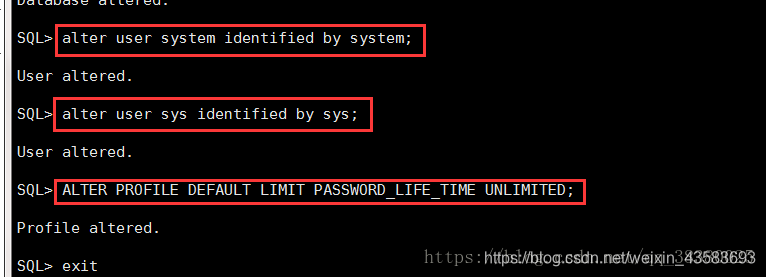 Database altered.
SQL> alter user system identified by system;
User altered.
SQL> alter user sys identified by sys;
User altered.
SQL> ALTER PROFILE DEFAULT LIMIT PASSWORD_LIFE_TIME UNLIMITED;
Profile altered.
https://blog.csdn.net/weixin_43583693
SQL> exit